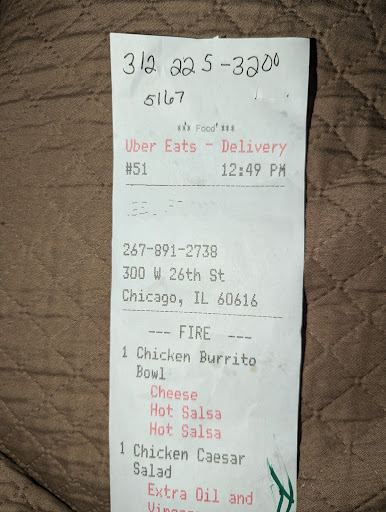 312 225-3200
5167
*** Food ***
Uber Eats - Delivery
#51 12:49 PM
267-891-2738
300 W 26th St
Chicago, IL 60616
--- FIRE ---
1 Chicken Burrito
Bowl
Cheese
Hot Salsa
Hot Salsa
1 Chicken Caesar
Salad
Extra Oil and